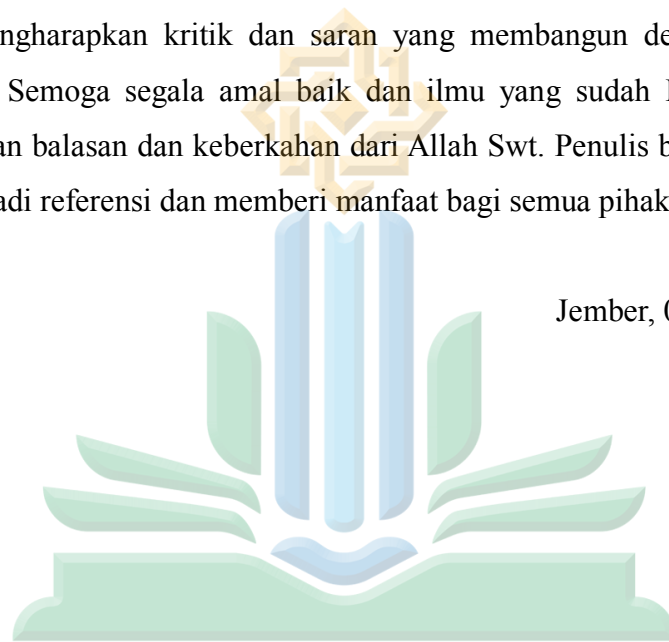 ngharapkan kritik dan saran yang membangun de
Semoga segala amal baik dan ilmu yang sudah
an balasan dan keberkahan dari Allah Swt. Penulis b
adi referensi dan memberi manfaat bagi semua pihak
Jember, 0